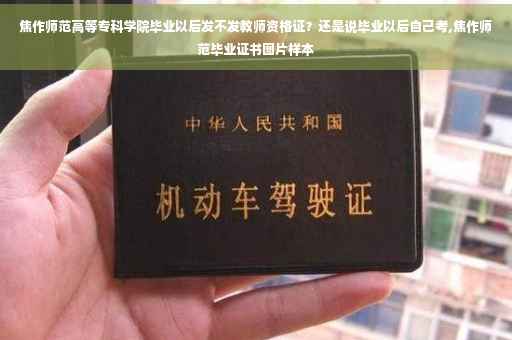 焦作师范高等专科学院毕业以后发不发教师资格证？还是说毕业以后自己考,焦作师
范毕业证书图片样本
中华人民共和国
机动车驾驶证